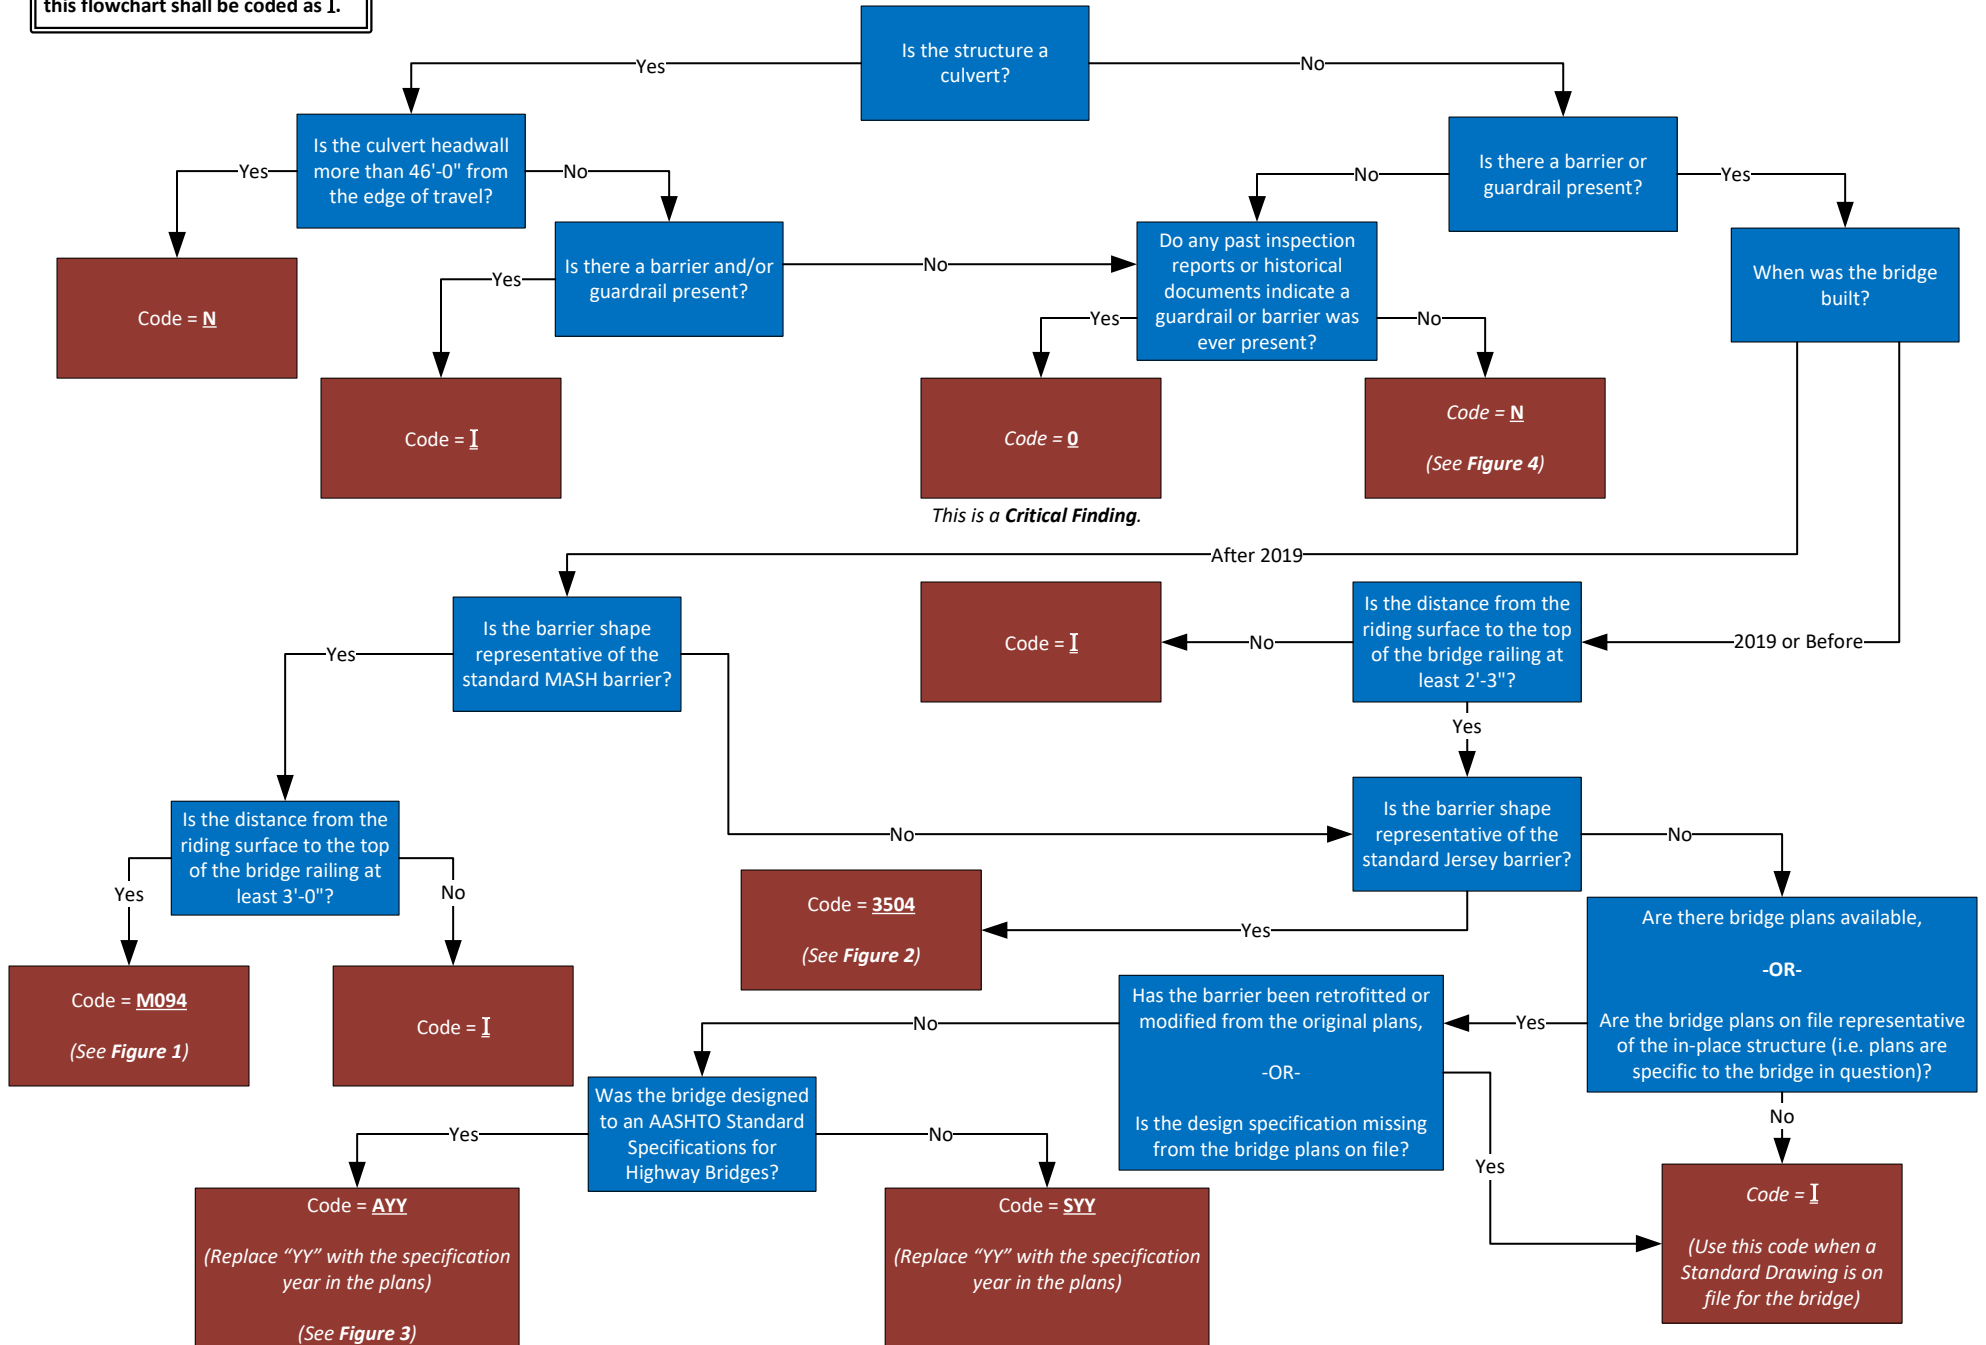 this flowchart shall be coded as I.
Is the structure a
culvert?
Yes
No
Is the culvert headwall
more than 46'-0" from
the edge of travel?
Yes
No
Is there a barrier or
guardrail present?
No
Yes
Code = N
Is there a barrier and/or
guardrail present?
Yes
No
Do any past inspection
reports or historical
documents indicate a
guardrail or barrier was
ever present?
Yes
No
When was the bridge
built?
Code = I
Code = 0
This is a Critical Finding.
Code = N
(See Figure 4)
After 2019
2019 or Before
Is the barrier shape
representative of the
standard MASH barrier?
Yes
No
Code = I
No
Is the distance from the
riding surface to the top
of the bridge railing at
least 2'-3"?
Yes
Is the distance from the
riding surface to the top
of the bridge railing at
least 3'-0"?
Yes
No
Is the barrier shape
representative of the
standard Jersey barrier?
No
Yes
Code = 3504
(See Figure 2)
Code = M094
(See Figure 1)
Code = I
Are there bridge plans available,
-OR-
Are the bridge plans on file representative
of the in-place structure (i.e. plans are
specific to the bridge in question)?
Yes
No
Has the barrier been retrofitted or
modified from the original plans,
-OR-
Is the design specification missing
from the bridge plans on file?
No
Yes
Was the bridge designed
to an AASHTO Standard
Specifications for
Highway Bridges?
Yes
No
Code = AYY
(Replace “YY” with the specification
year in the plans)
(See Figure 3)
Code = SYY
(Replace “YY” with the specification
year in the plans)
Code = I
(Use this code when a
Standard Drawing is on
file for the bridge)